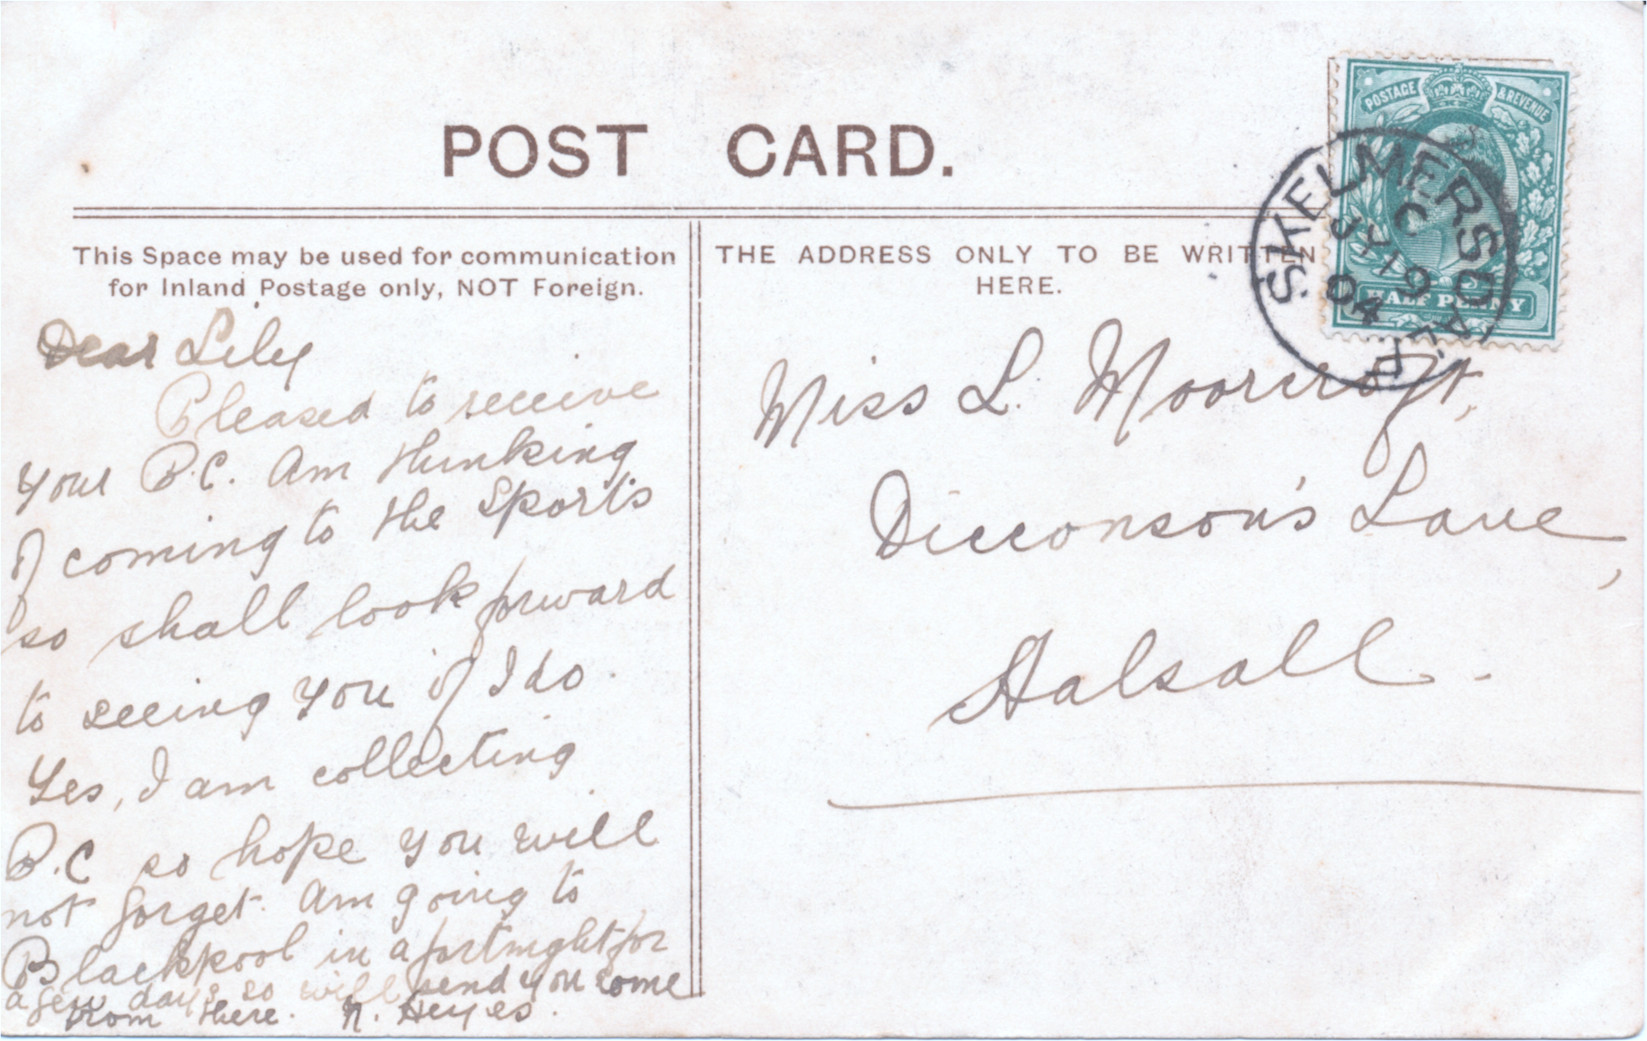 POST CARD.
POSTAGE & REVENUE
HALF PENNY
SKELMERSDALE
C
JY 19
04
This Space may be used for communication
for Inland Postage only, NOT Foreign.
THE ADDRESS ONLY TO BE WRITTEN
HERE.
Dear Lily
Pleased to receive
your P.C. Am thinking
of coming to the Sports
so shall look forward
to seeing you if I do.
Yes, I am collecting
P.C so hope you will
not forget. Am going to
Blackpool in a fortnight for
a few days so will send you some
from there. N. Heyes.
Miss L. Moorcroft,
Dicconson's Lane,
Halsall.